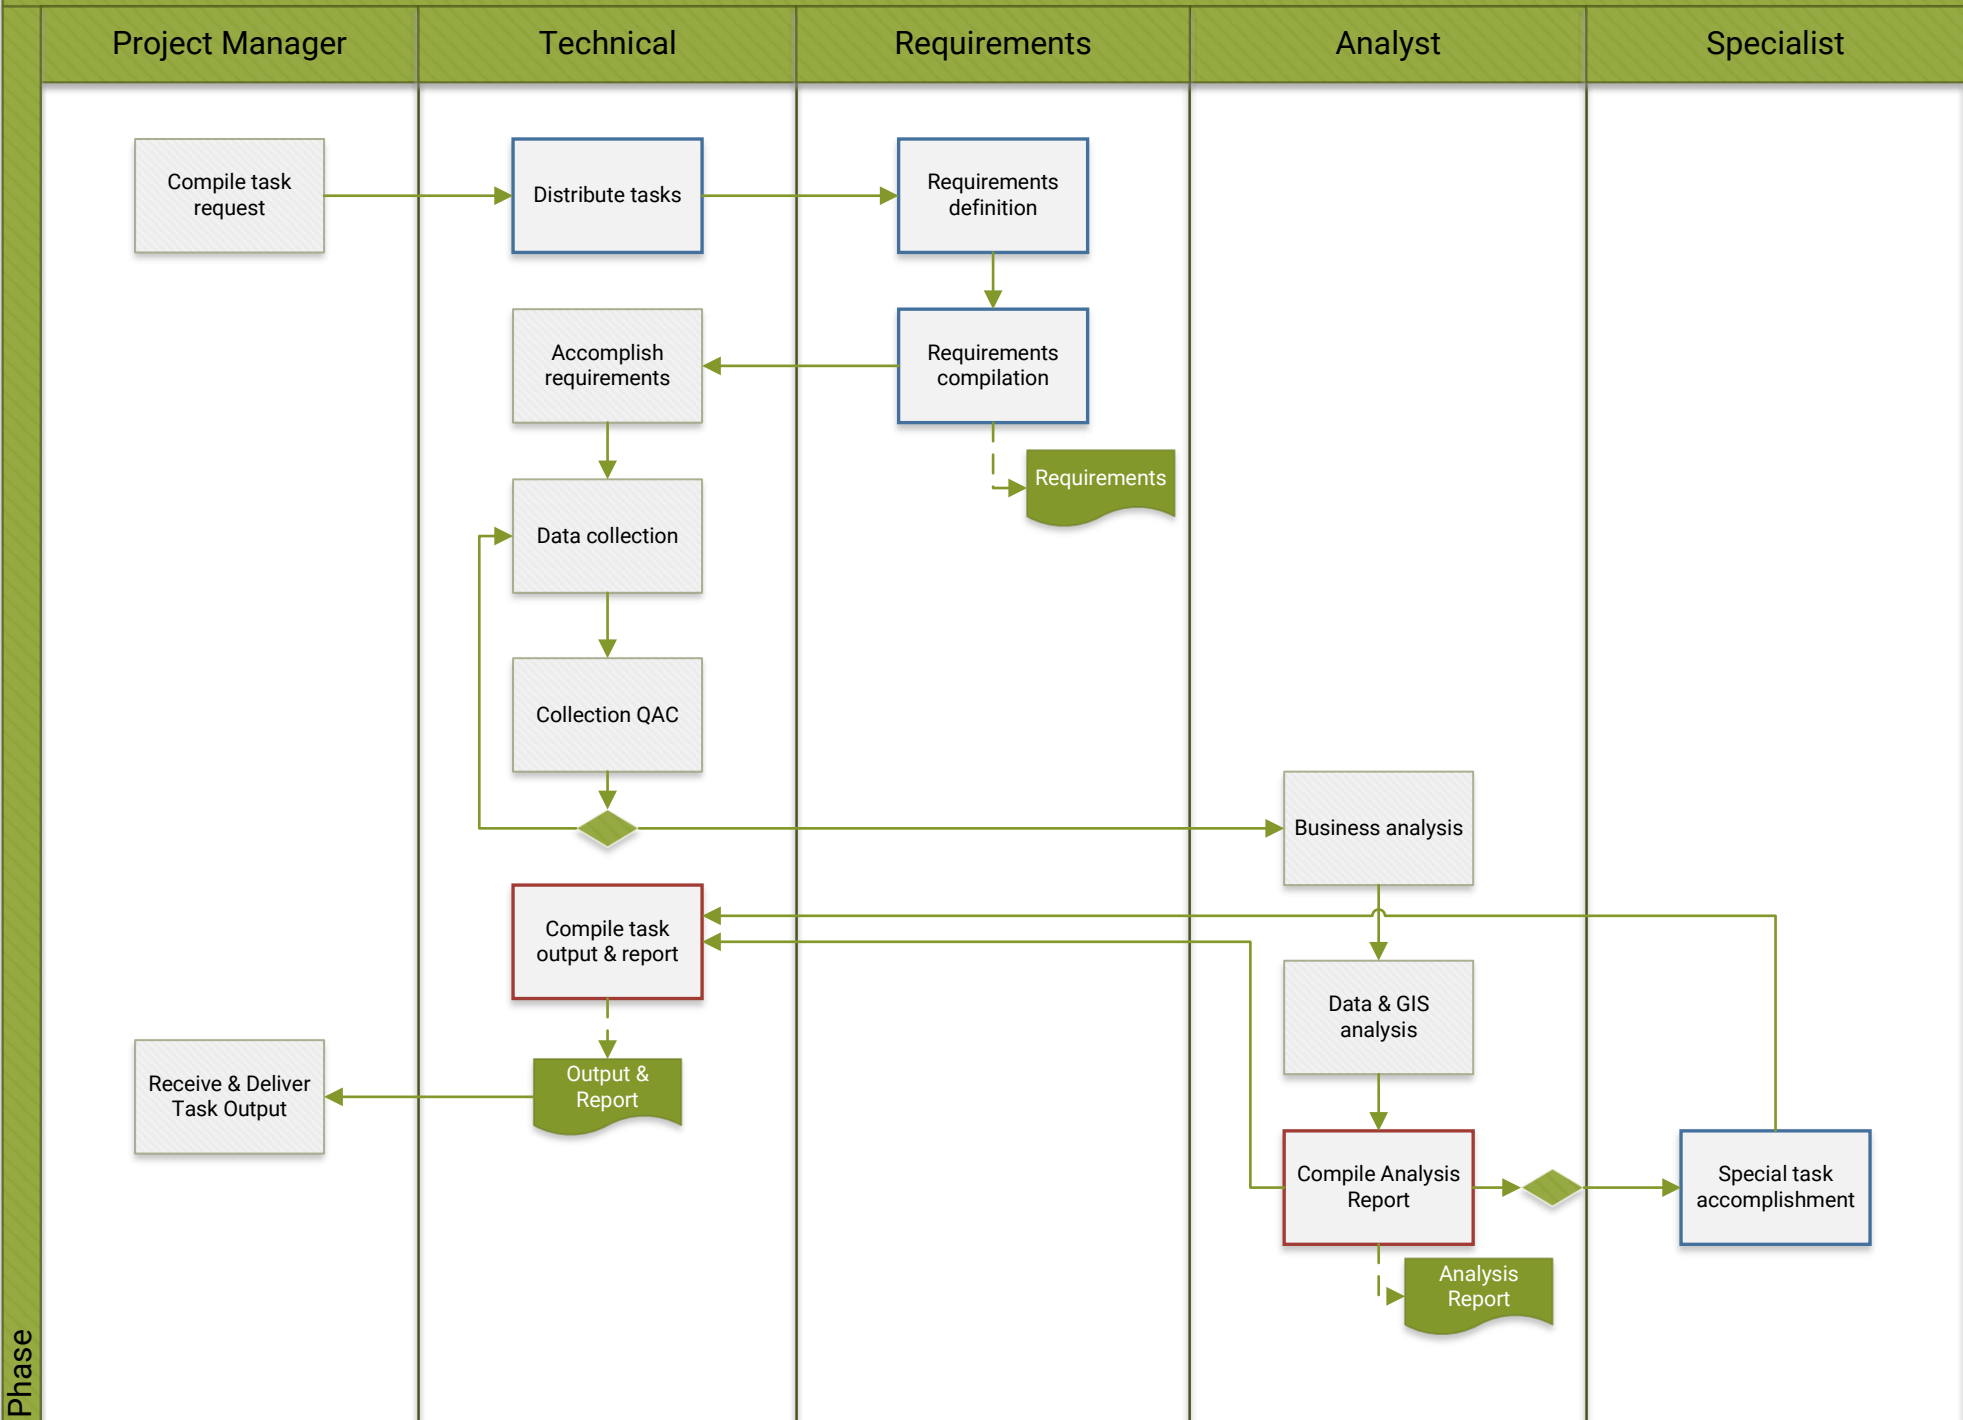 Project Manager
Technical
Requirements
Analyst
Specialist
Compile task
request
Distribute tasks
Requirements
definition
Accomplish
requirements
Requirements
compilation
Requirements
Data collection
Collection QAC
Business analysis
Compile task
output & report
Data & GIS
analysis
Output &
Report
Receive & Deliver
Task Output
Compile Analysis
Report
Special task
accomplishment
Analysis
Report
Phase